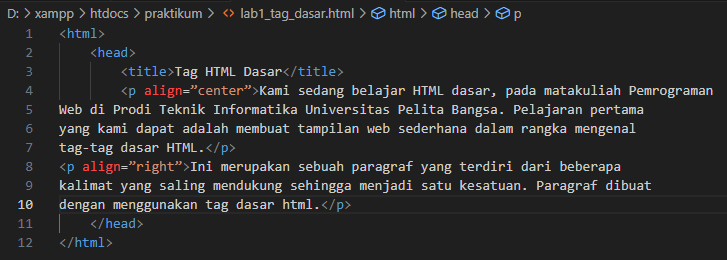 D: > xampp > htdocs > praktikum > <> lab1_tag_dasar.html > html > head > p
1 <html>
2 <head>
3 <title>Tag HTML Dasar</title>
4 <p align=”center”>Kami sedang belajar HTML dasar, pada matakuliah Pemrograman
5 Web di Prodi Teknik Informatika Universitas Pelita Bangsa. Pelajaran pertama
6 yang kami dapat adalah membuat tampilan web sederhana dalam rangka mengenal
7 tag-tag dasar HTML.</p>
8 <p align=”right”>Ini merupakan sebuah paragraf yang terdiri dari beberapa
9 kalimat yang saling mendukung sehingga menjadi satu kesatuan. Paragraf dibuat
10 dengan menggunakan tag dasar html.</p>
11 </head>
12 </html>